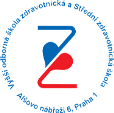 Vyšší odborná škola zdravotnická a Střední zdravotnická škola
Alšovo nábřeží 6, Praha 1